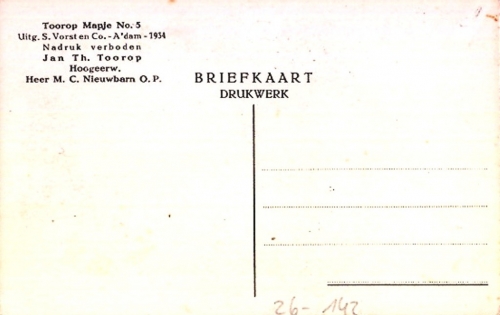 Toorop Mapje No. 5
Uitg. S. Vorst en Co. - A'dam - 1934
Nadruk verboden
Jan Th. Toorop
Hoogeerw.
Heer M. C. Nieuwbarn O. P.
BRIEFKAART
DRUKWERK
26- 142